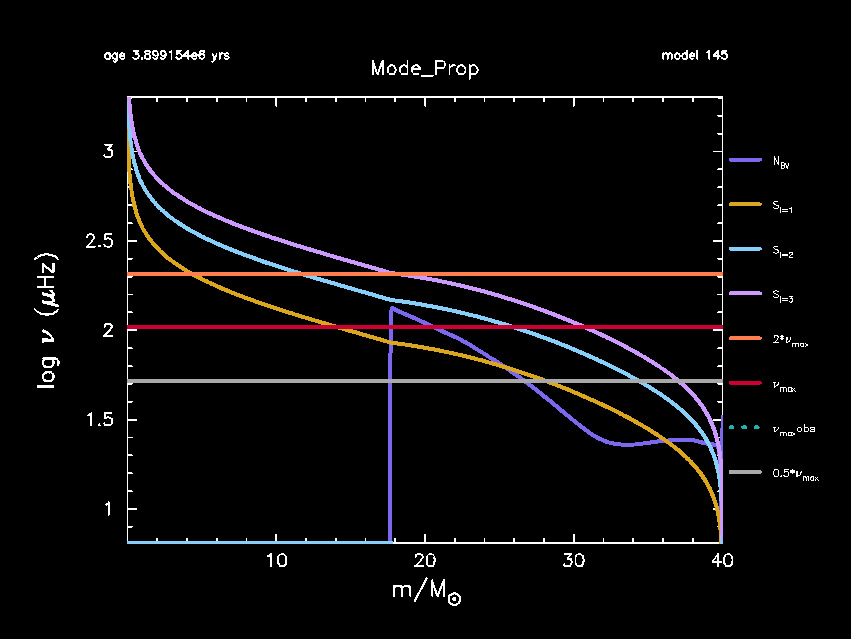 age 3.899154e6 yrs
model 145
Mode_Prop
log ν (μHz)
3
2.5
2
1.5
1
10
20
30
40
m/M☉
N_BV
S_l=1
S_l=2
S_l=3
2*ν_max
ν_max
ν_max obs
0.5*ν_max